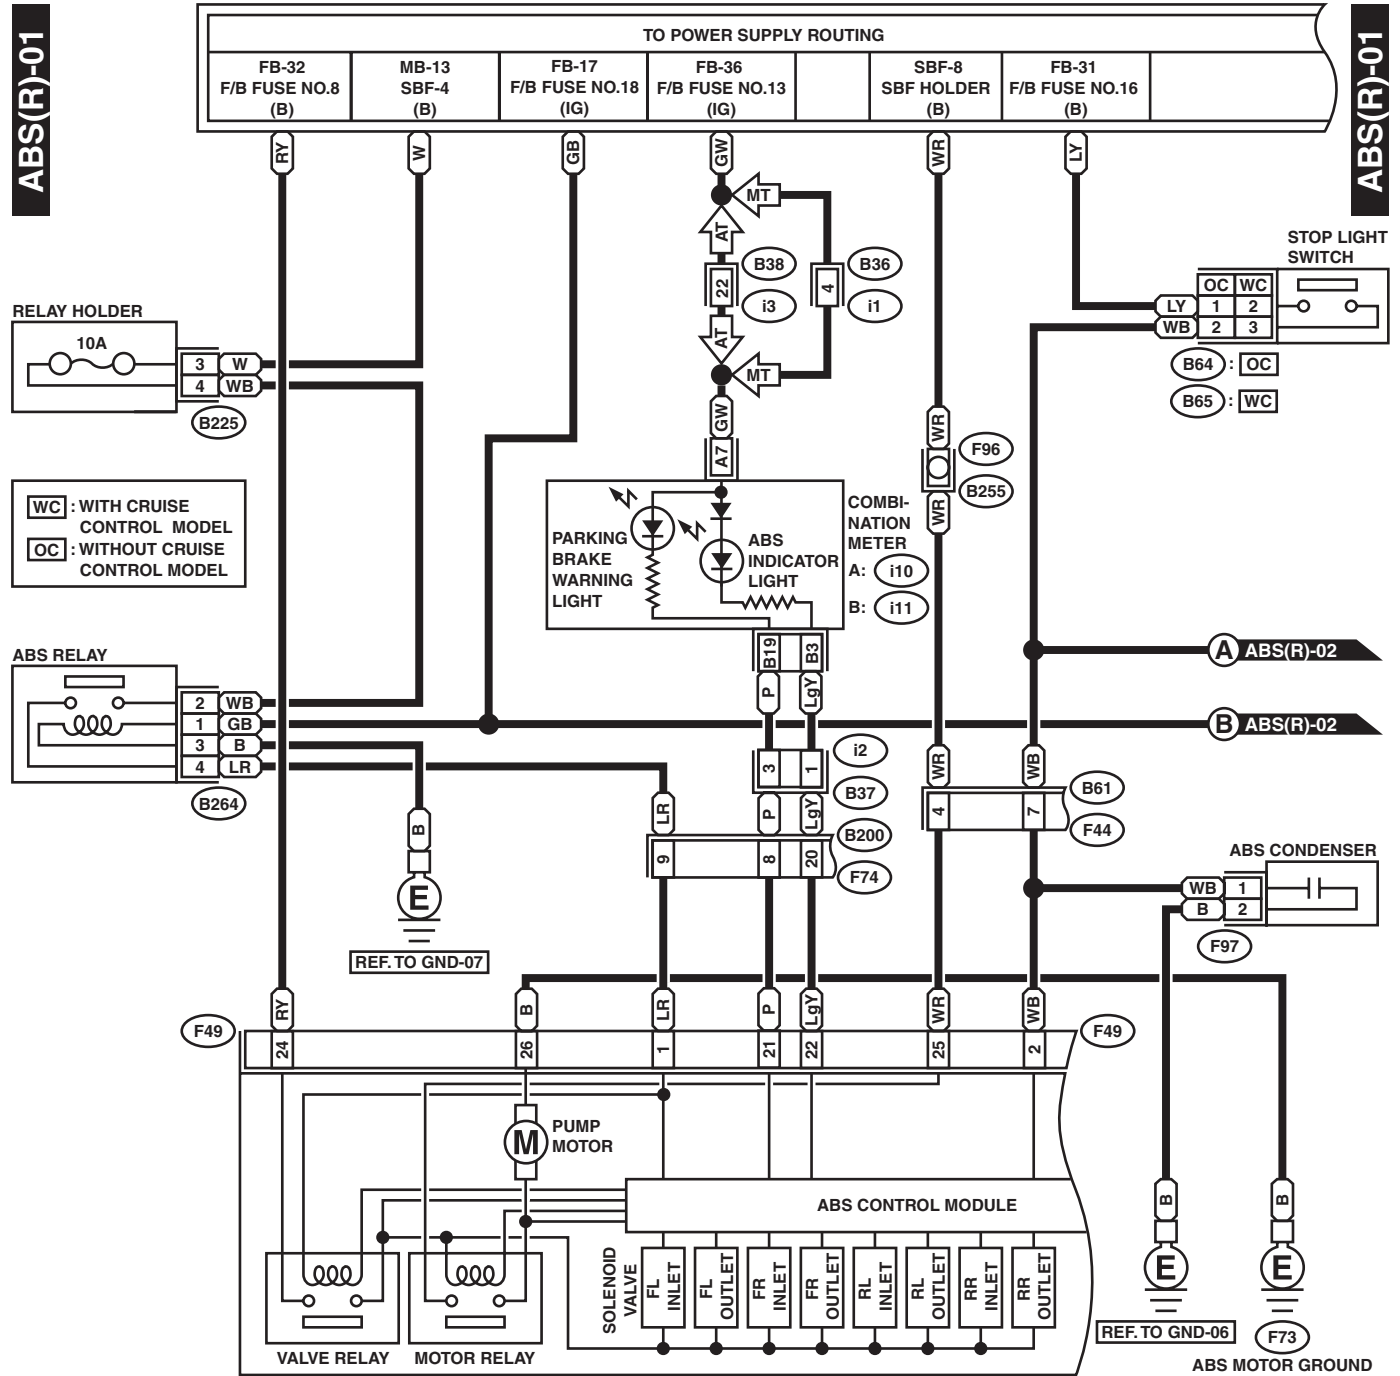 ABS(R)-01
ABS(R)-01
TO POWER SUPPLY ROUTING
FB-32
F/B FUSE NO.8
(B)
MB-13
SBF-4
(B)
FB-17
F/B FUSE NO.18
(IG)
FB-36
F/B FUSE NO.13
(IG)
SBF-8
SBF HOLDER
(B)
FB-31
F/B FUSE NO.16
(B)
RY
W
GB
GW
WR
LY
MT
AT
22
B38
i3
4
B36
i1
AT
MT
GW
A7
STOP LIGHT
SWITCH
OC WC
LY 1 2
WB 2 3
B64 : OC
B65 : WC
RELAY HOLDER
10A
3 W
4 WB
B225
WR
F96
B255
WR
WC : WITH CRUISE
CONTROL MODEL
OC : WITHOUT CRUISE
CONTROL MODEL
PARKING
BRAKE
WARNING
LIGHT
ABS
INDICATOR
LIGHT
COMBI-
NATION
METER
A: i10
B: i11
B19
B3
P
LgY
A ABS(R)-02
B ABS(R)-02
ABS RELAY
2 WB
1 GB
3 B
4 LR
B264
3
1
i2
B37
WR
WB
4
7
B61
F44
B
LR
P
LgY
9
8
20
B200
F74
E
REF. TO GND-07
ABS CONDENSER
WB 1
B 2
F97
F49
RY
B
LR
P
LgY
WR
WB
F49
24
26
1
21
22
25
2
M
PUMP
MOTOR
ABS CONTROL MODULE
SOLENOID
VALVE
FL
INLET
FL
OUTLET
FR
INLET
FR
OUTLET
RL
INLET
RL
OUTLET
RR
INLET
RR
OUTLET
VALVE RELAY
MOTOR RELAY
B
B
E
E
REF. TO GND-06
F73
ABS MOTOR GROUND